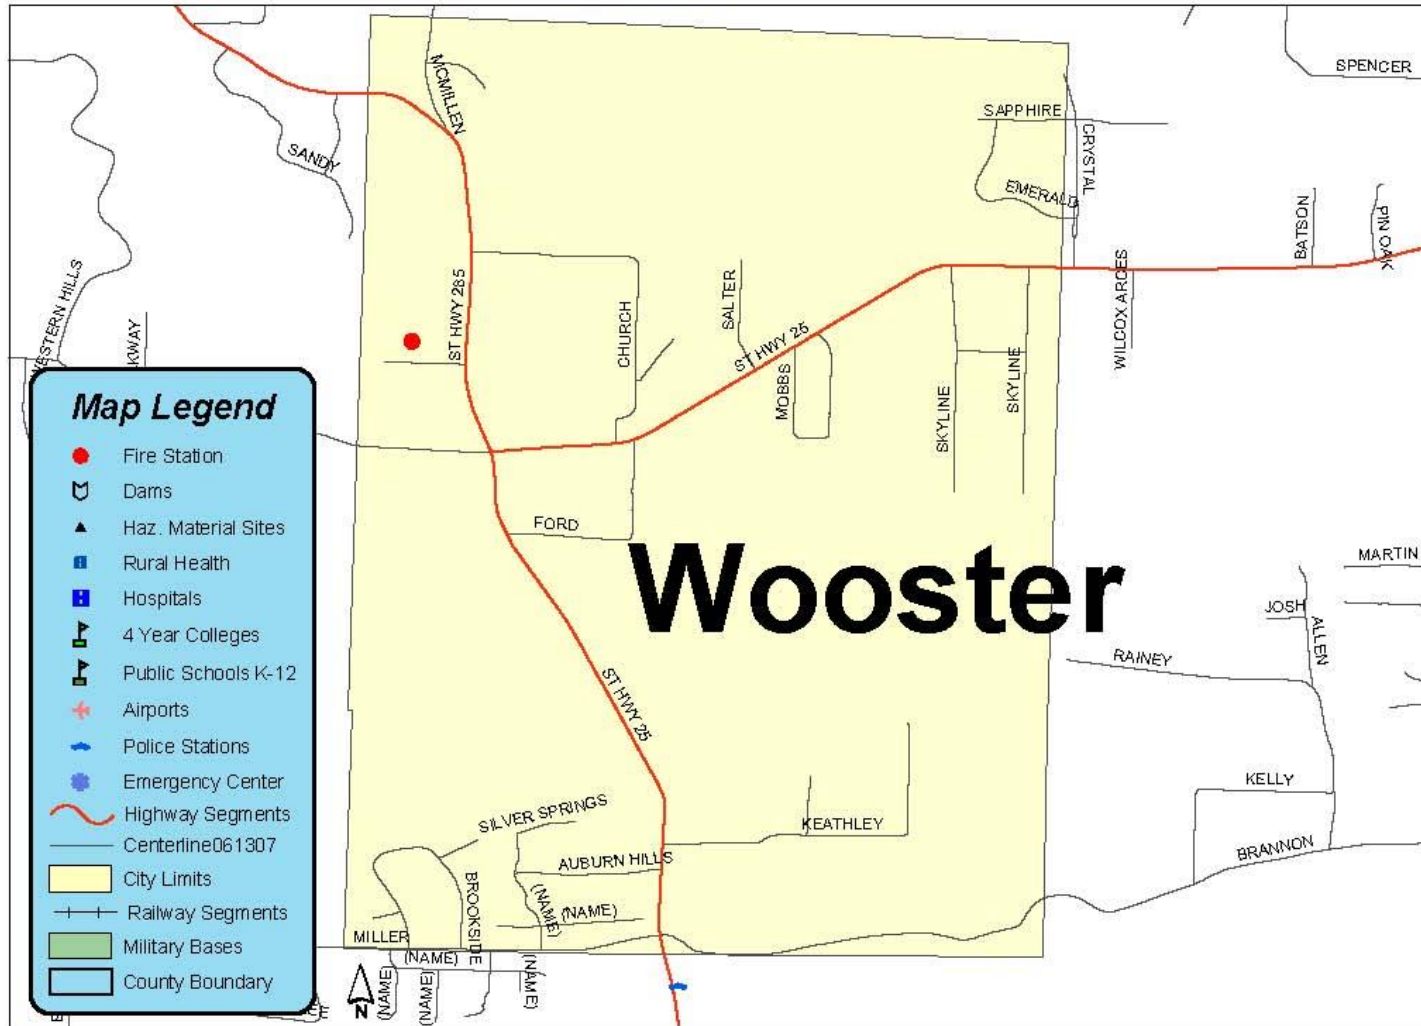 SPENCER
MCMILLEN
SAPPHIRE
CRYSTAL
SANDY
EMERALD
BATSON
PIN OAK
WESTERN HILLS
KWAY
ST HWY 285
CHURCH
SALTER
ST HWY 25
MOBBS
SKYLINE
SKYLINE
WILCOX ARDES
Map Legend
Fire Station
Dams
Haz. Material Sites
Rural Health
Hospitals
4 Year Colleges
Public Schools K-12
Airports
Police Stations
Emergency Center
Highway Segments
Centerline061307
City Limits
Railway Segments
Military Bases
County Boundary
FORD
Wooster
MARTIN
JOSH
ALLEN
RAINEY
ST HWY 25
KELLY
BRANNON
SILVER SPRINGS
KEATHLEY
AUBURN HILLS
BROOKSIDE
(NAME)
(NAME)
MILLER
(NAME)
(NAME)
(NAME)
(NAME)
N